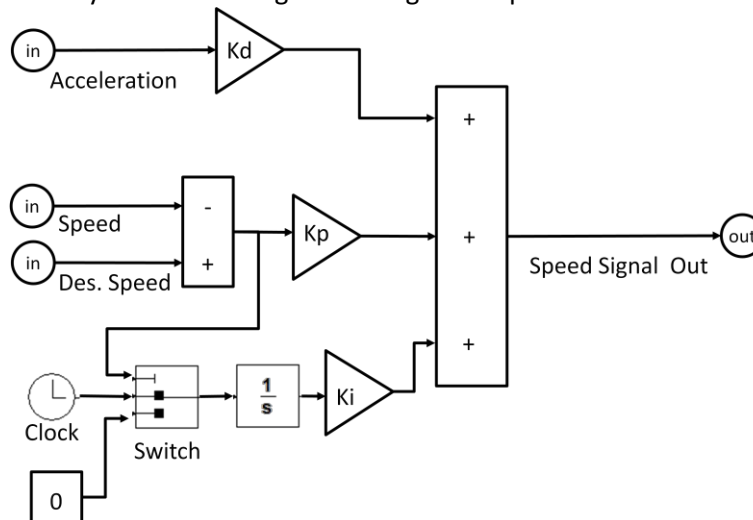 in
Kd
Acceleration
+
in
Speed
-
Kp
+
in
Des. Speed
+
out
Speed Signal Out
+
Ki
1
s
Clock
Switch
0